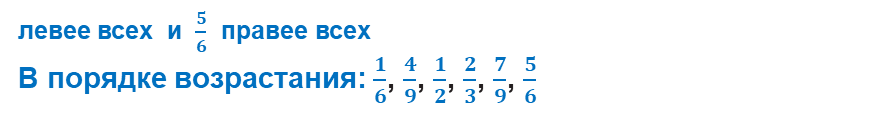 левее всех и 5/6 правее всех
В порядке возрастания: 1/6, 4/9, 1/2, 2/3, 7/9, 5/6